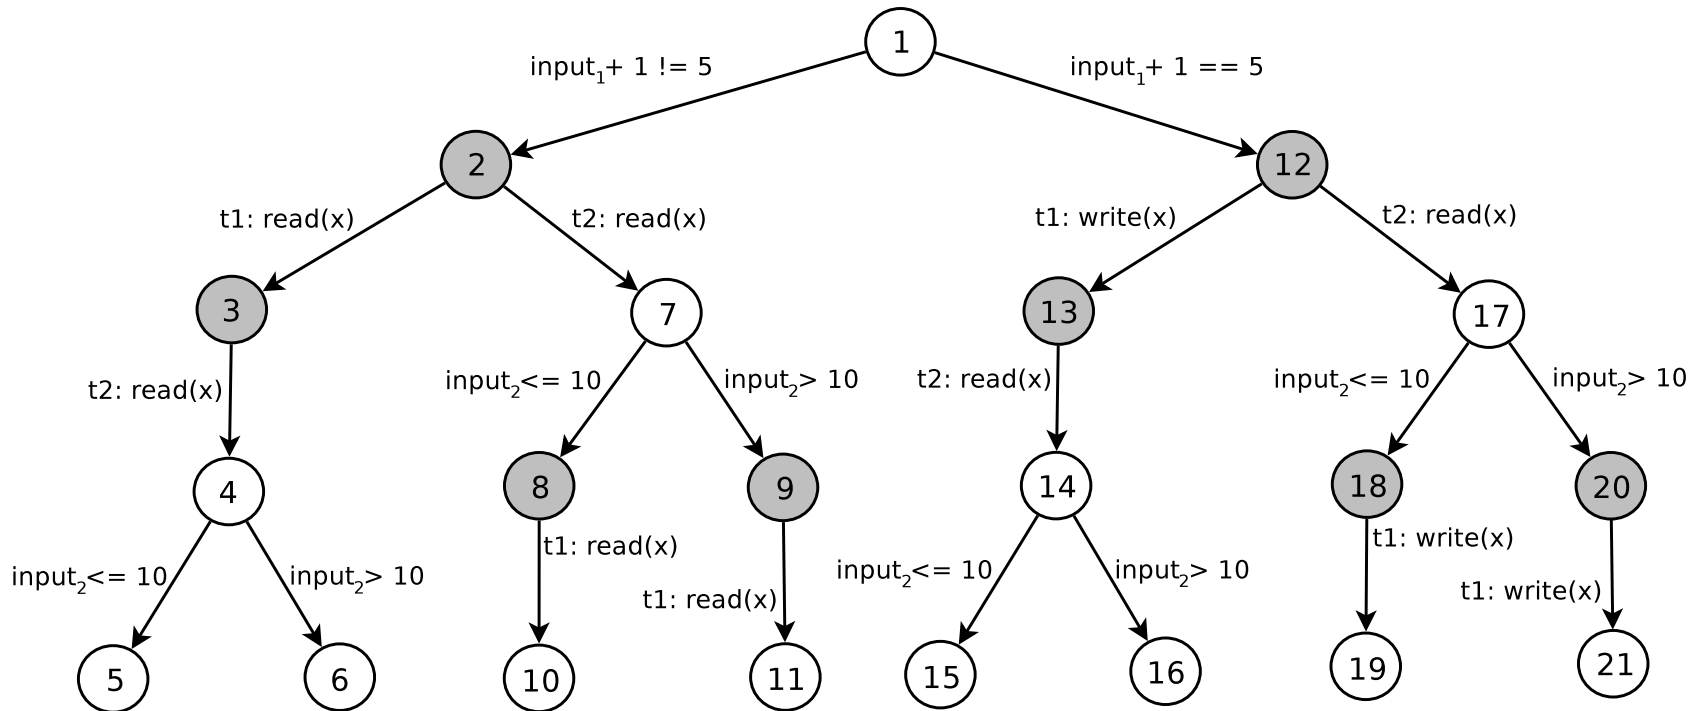 1
input₁+ 1 != 5
input₁+ 1 == 5
2
12
t1: read(x)
t2: read(x)
t1: write(x)
t2: read(x)
3
7
13
17
t2: read(x)
input₂<= 10
input₂> 10
t2: read(x)
input₂<= 10
input₂> 10
4
8
9
14
18
20
input₂<= 10
input₂> 10
t1: read(x)
t1: read(x)
input₂<= 10
input₂> 10
t1: write(x)
t1: write(x)
5
6
10
11
15
16
19
21